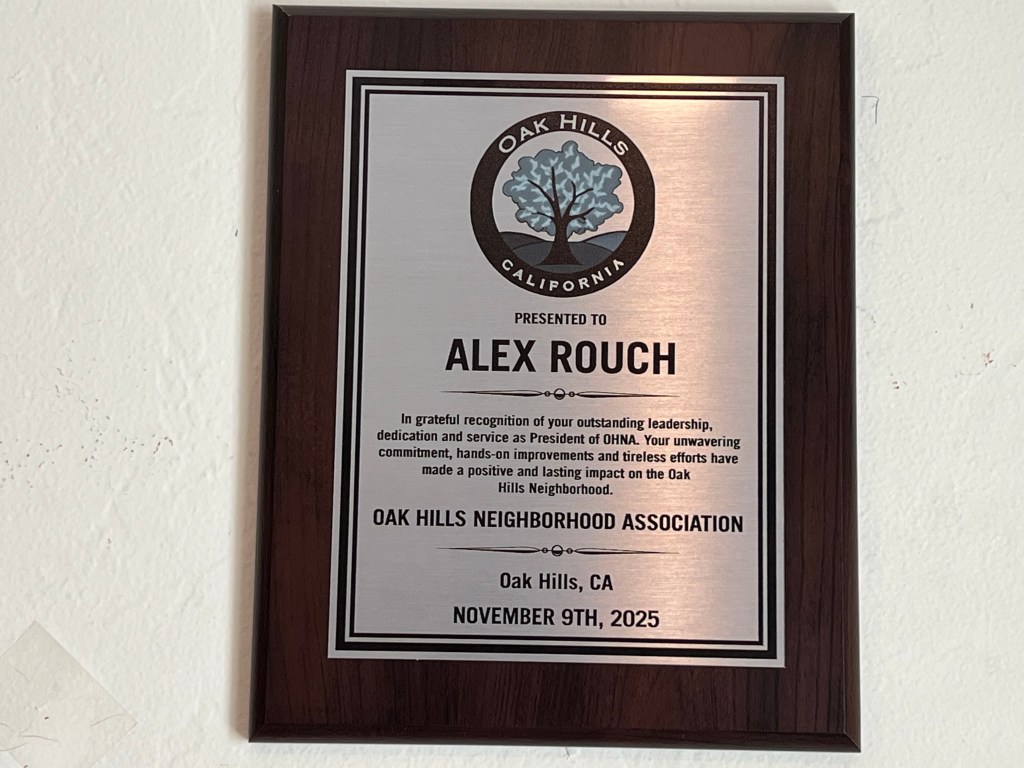 OAK HILLS
CALIFORNIA
PRESENTED TO
ALEX ROUCH
In grateful recognition of your outstanding leadership,
dedication and service as President of OHNA. Your unwavering
commitment, hands-on improvements and tireless efforts have
made a positive and lasting impact on the Oak
Hills Neighborhood.
OAK HILLS NEIGHBORHOOD ASSOCIATION
Oak Hills, CA
NOVEMBER 9TH, 2025